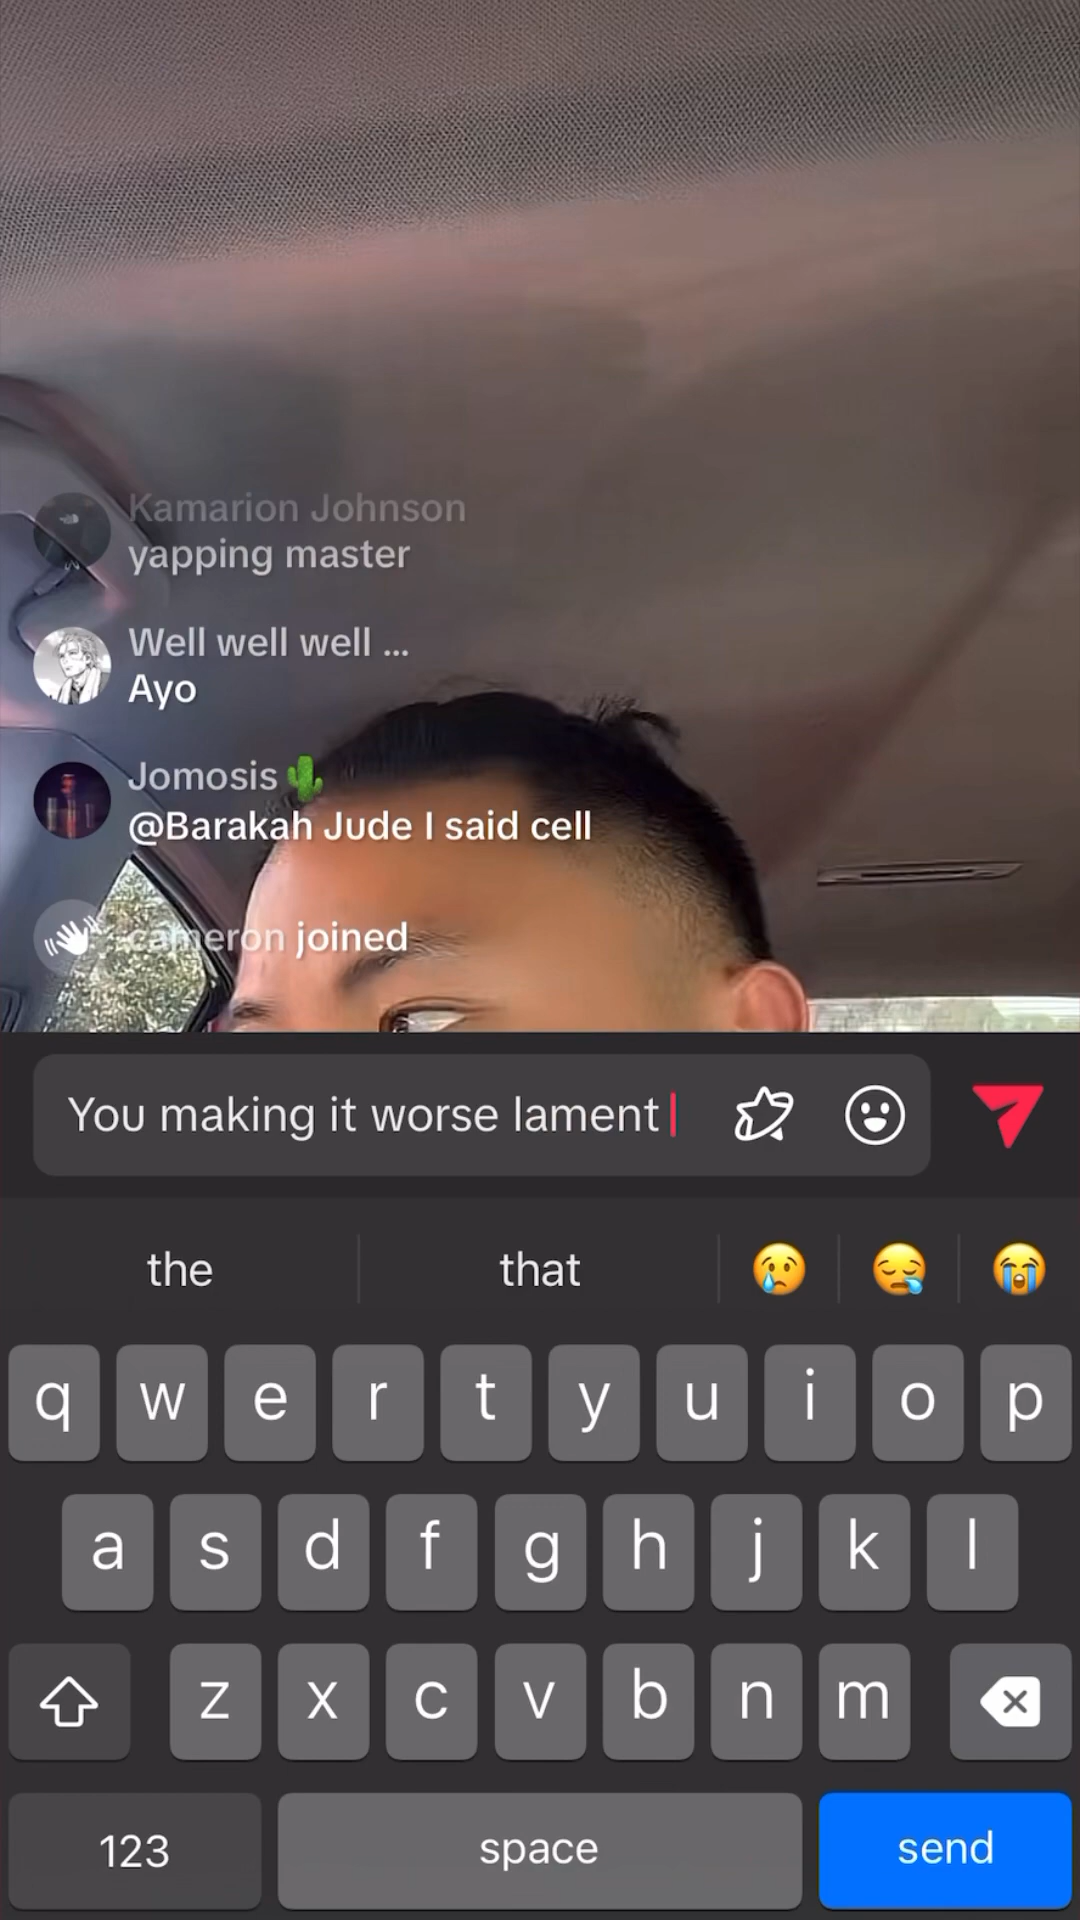 Kamarion Johnson
yapping master
Well well well ...
Ayo
Jomosis🌵
@Barakah Jude I said cell
cameron joined
You making it worse lament
the that 😢 😪 😭
q w e r t y u i o p
a s d f g h j k l
z x c v b n m
123 space send